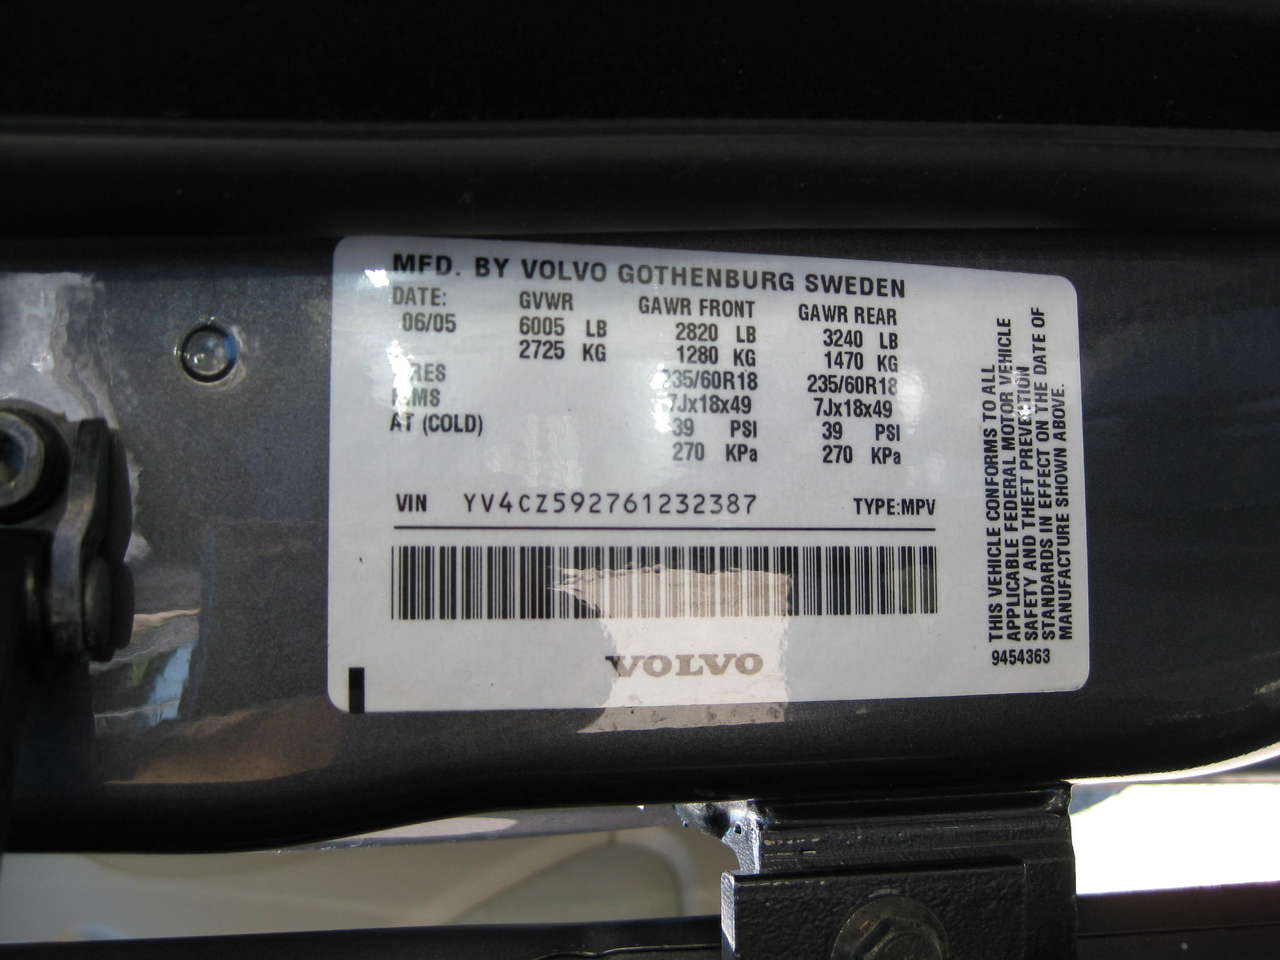 MFD. BY VOLVO GOTHENBURG SWEDEN
DATE: GVWR GAWR FRONT GAWR REAR
06/05 6005 LB 2820 LB 3240 LB
2725 KG 1280 KG 1470 KG
TIRES 235/60R18 235/60R18
RIMS 7Jx18x49 7Jx18x49
AT (COLD) 39 PSI 39 PSI
270 KPa 270 KPa
VIN YV4CZ592761232387 TYPE:MPV
VOLVO
THIS VEHICLE CONFORMS TO ALL
APPLICABLE FEDERAL MOTOR VEHICLE
SAFETY AND THEFT PREVENTION
STANDARDS IN EFFECT ON THE DATE OF
MANUFACTURE SHOWN ABOVE.
9454363